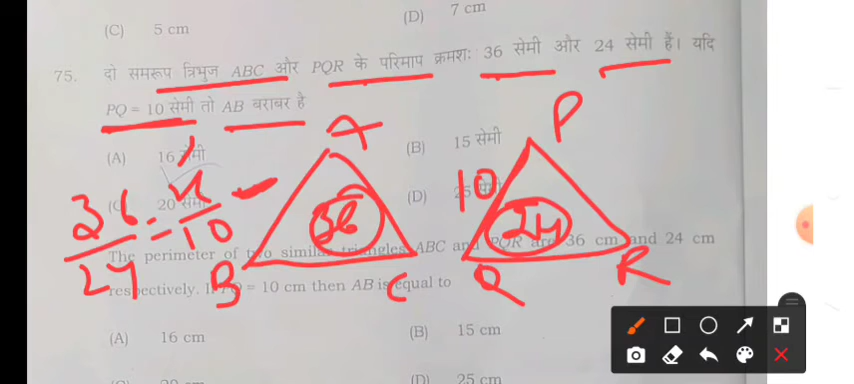 (C) 5 cm (D) 7 cm
75. दो समरूप त्रिभुज ABC और PQR के परिमाप क्रमशः 36 सेमी और 24 सेमी हैं। यदि
PQ = 10 सेमी तो AB बराबर है
A P
(A) 16 सेमी (B) 15 सेमी
(C) 20 सेमी (D) 25 सेमी
36/24 = x/10
36 10 24
The perimeter of two similar triangles ABC and PQR are 36 cm and 24 cm
B C Q R
respectively. If PQ = 10 cm then AB is equal to
(A) 16 cm (B) 15 cm
(C) 20 cm (D) 25 cm